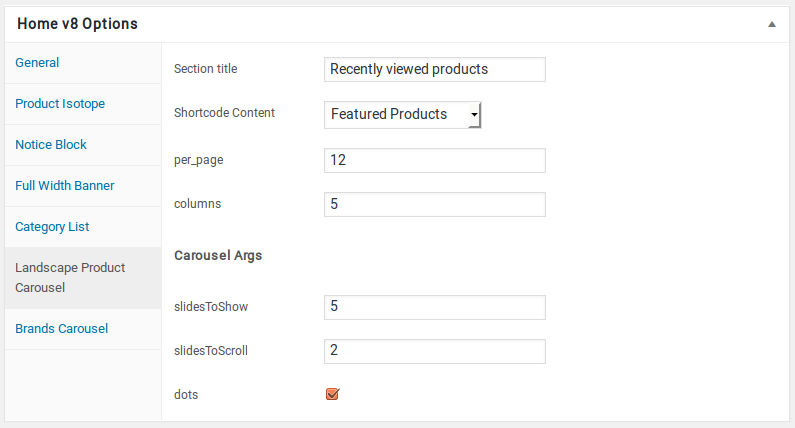 Home v8 Options
General
Product Isotope
Notice Block
Full Width Banner
Category List
Landscape Product
Carousel
Brands Carousel
Section title Recently viewed products
Shortcode Content Featured Products
per_page 12
columns 5
Carousel Args
slidesToShow 5
slidesToScroll 2
dots